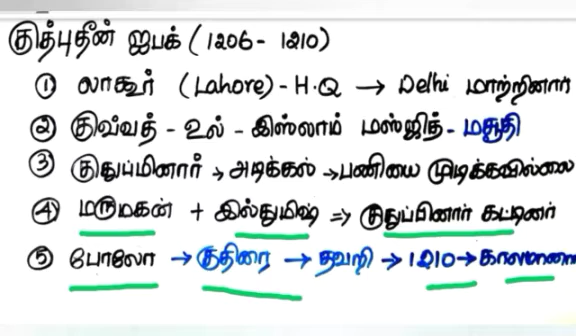 குத்புதீன் ஐபக் (1206 - 1210)
① லாகூர் (Lahore) - H.Q → Delhi மாற்றினார்
② குவ்வத் - உல் - இஸ்லாம் மஸ்ஜித் - மசூதி
③ குதுப்மினார் → அடிக்கல் → பணியை முடிக்கவில்லை
④ மருமகன் + இல்துமிஷ் ⇒ குதுப்பினார் கட்டினர்
⑤ போலோ → குதிரை → தவறி → 1210 → காலமானா